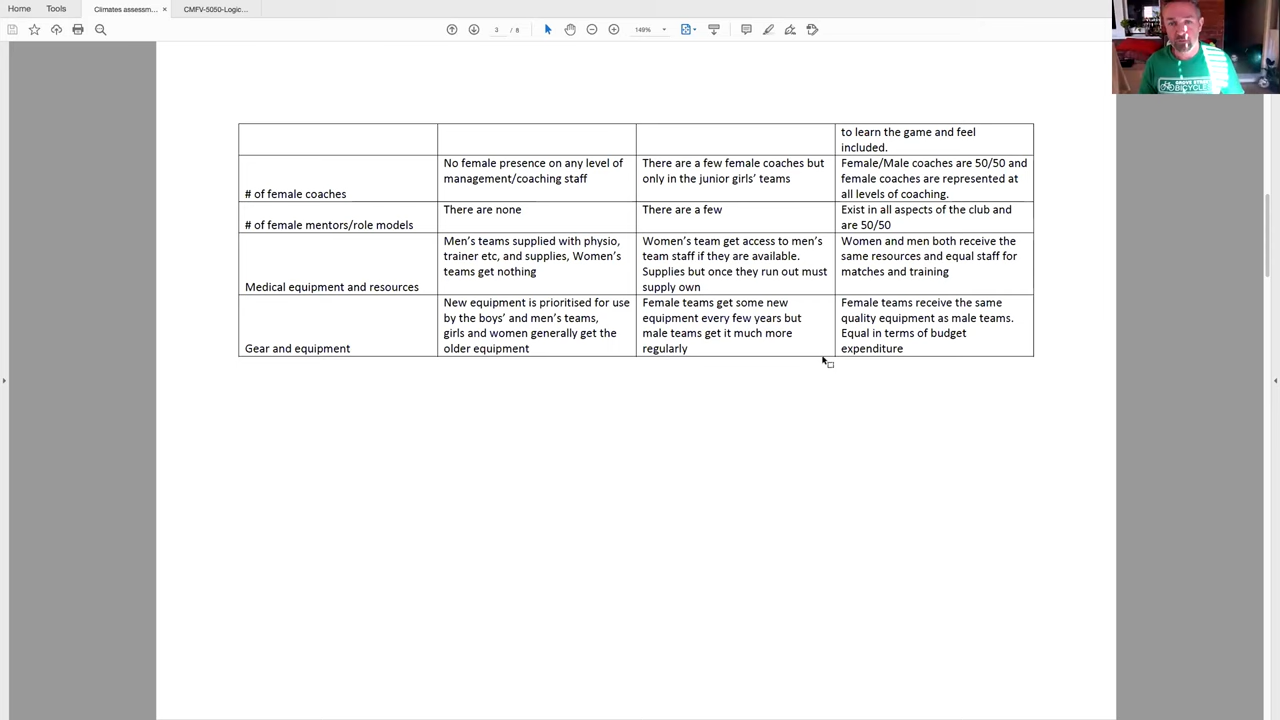 Home
Tools
Climates assessm...
×
CMFV-5050-Logic...
3 / 6
149%
GROVE STREET
BICYCLE
to learn the game and feel
included.
# of female coaches
No female presence on any level of
management/coaching staff
There are a few female coaches but
only in the junior girls’ teams
Female/Male coaches are 50/50 and
female coaches are represented at
all levels of coaching.
# of female mentors/role models
There are none
There are a few
Exist in all aspects of the club and
are 50/50
Medical equipment and resources
Men’s teams supplied with physio,
trainer etc, and supplies, Women’s
teams get nothing
Women’s team get access to men’s
team staff if they are available.
Supplies but once they run out must
supply own
Women and men both receive the
same resources and equal staff for
matches and training
Gear and equipment
New equipment is prioritised for use
by the boys’ and men’s teams,
girls and women generally get the
older equipment
Female teams get some new
equipment every few years but
male teams get it much more
regularly
Female teams receive the same
quality equipment as male teams.
Equal in terms of budget
expenditure